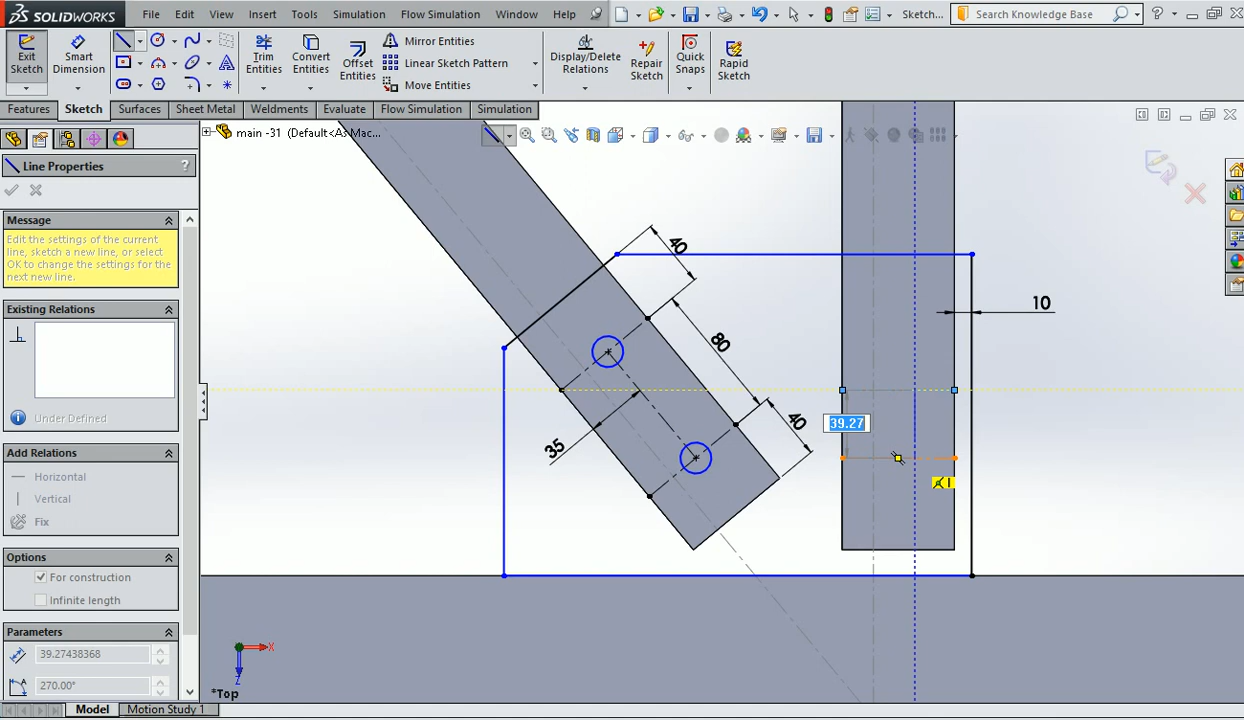 SOLIDWORKS
File Edit View Insert Tools Simulation Flow Simulation Window Help
Sketch...
Search Knowledge Base
?
Exit Sketch
Smart Dimension
Trim Entities
Convert Entities
Offset Entities
Mirror Entities
Linear Sketch Pattern
Move Entities
Display/Delete Relations
Repair Sketch
Quick Snaps
Rapid Sketch
Features Sketch Surfaces Sheet Metal Weldments Evaluate Flow Simulation Simulation
main -31 (Default<As Mac...
Line Properties
?
Message
Edit the settings of the current
line, sketch a new line, or select
OK to change the settings for the
next new line.
Existing Relations
Under Defined
Add Relations
Horizontal
Vertical
Fix
Options
For construction
Infinite length
Parameters
39.27438368
270.00°
40
80
40
35
10
39.27
X
Z
*Top
Model Motion Study 1